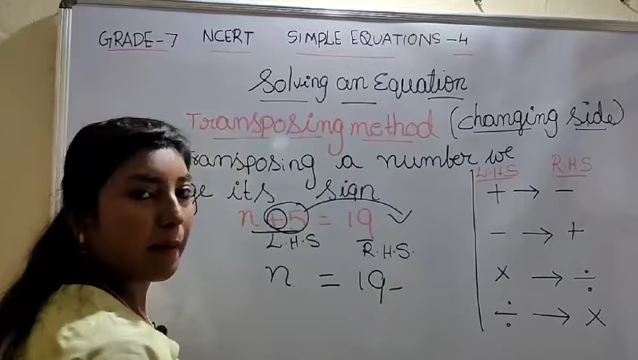 GRADE-7 NCERT SIMPLE EQUATIONS-4
Solving an Equation
Transposing method (changing side)
ransposing a number we
its sign
n + 5 = 19
L.H.S R.H.S.
n = 19-
L.H.S R.H.S
+ → -
- → +
× → ÷
÷ → ×